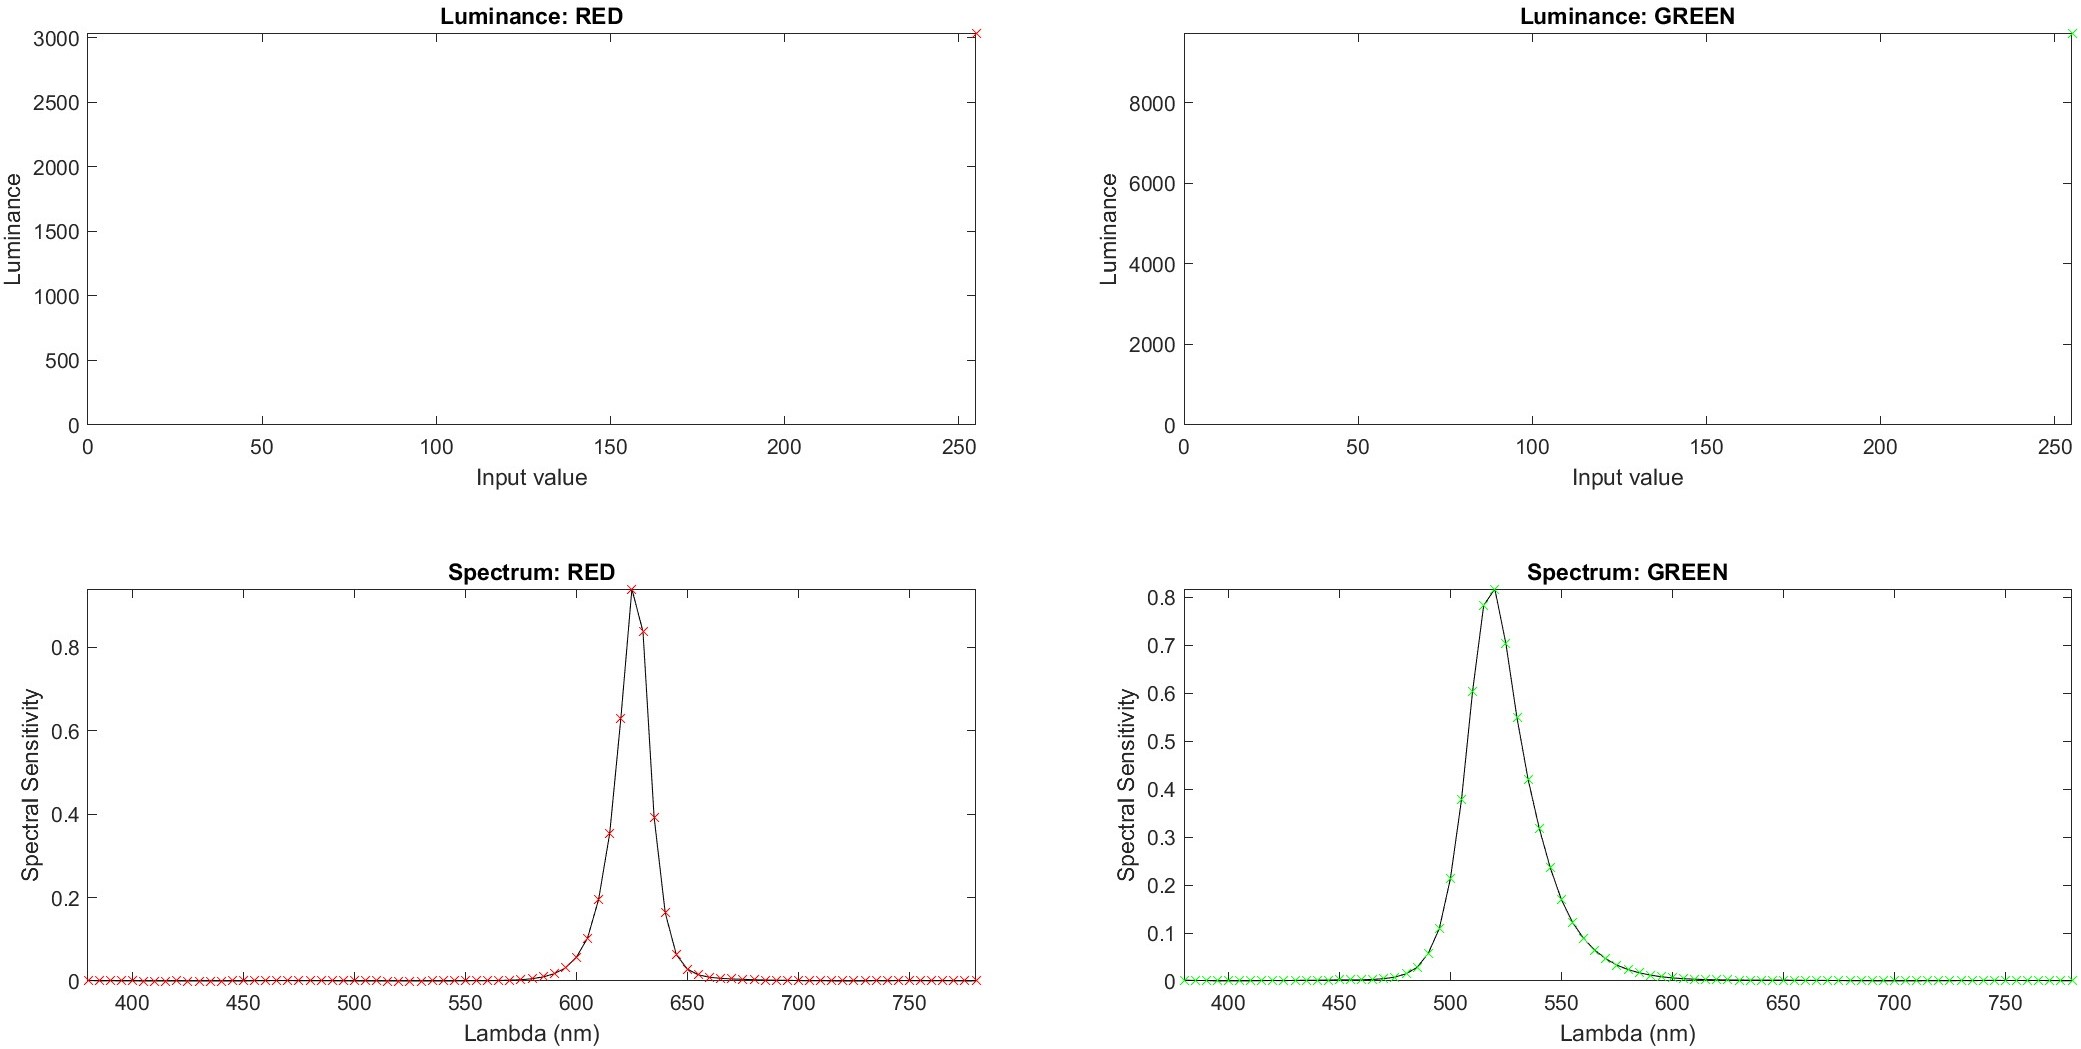 Luminance: RED
3000
2500
2000
1500
1000
500
0
Luminance
0 50 100 150 200 250
Input value
Luminance: GREEN
8000
6000
4000
2000
0
Luminance
0 50 100 150 200 250
Input value
Spectrum: RED
0.8
0.6
0.4
0.2
0
Spectral Sensitivity
400 450 500 550 600 650 700 750
Lambda (nm)
Spectrum: GREEN
0.8
0.7
0.6
0.5
0.4
0.3
0.2
0.1
0
Spectral Sensitivity
400 450 500 550 600 650 700 750
Lambda (nm)